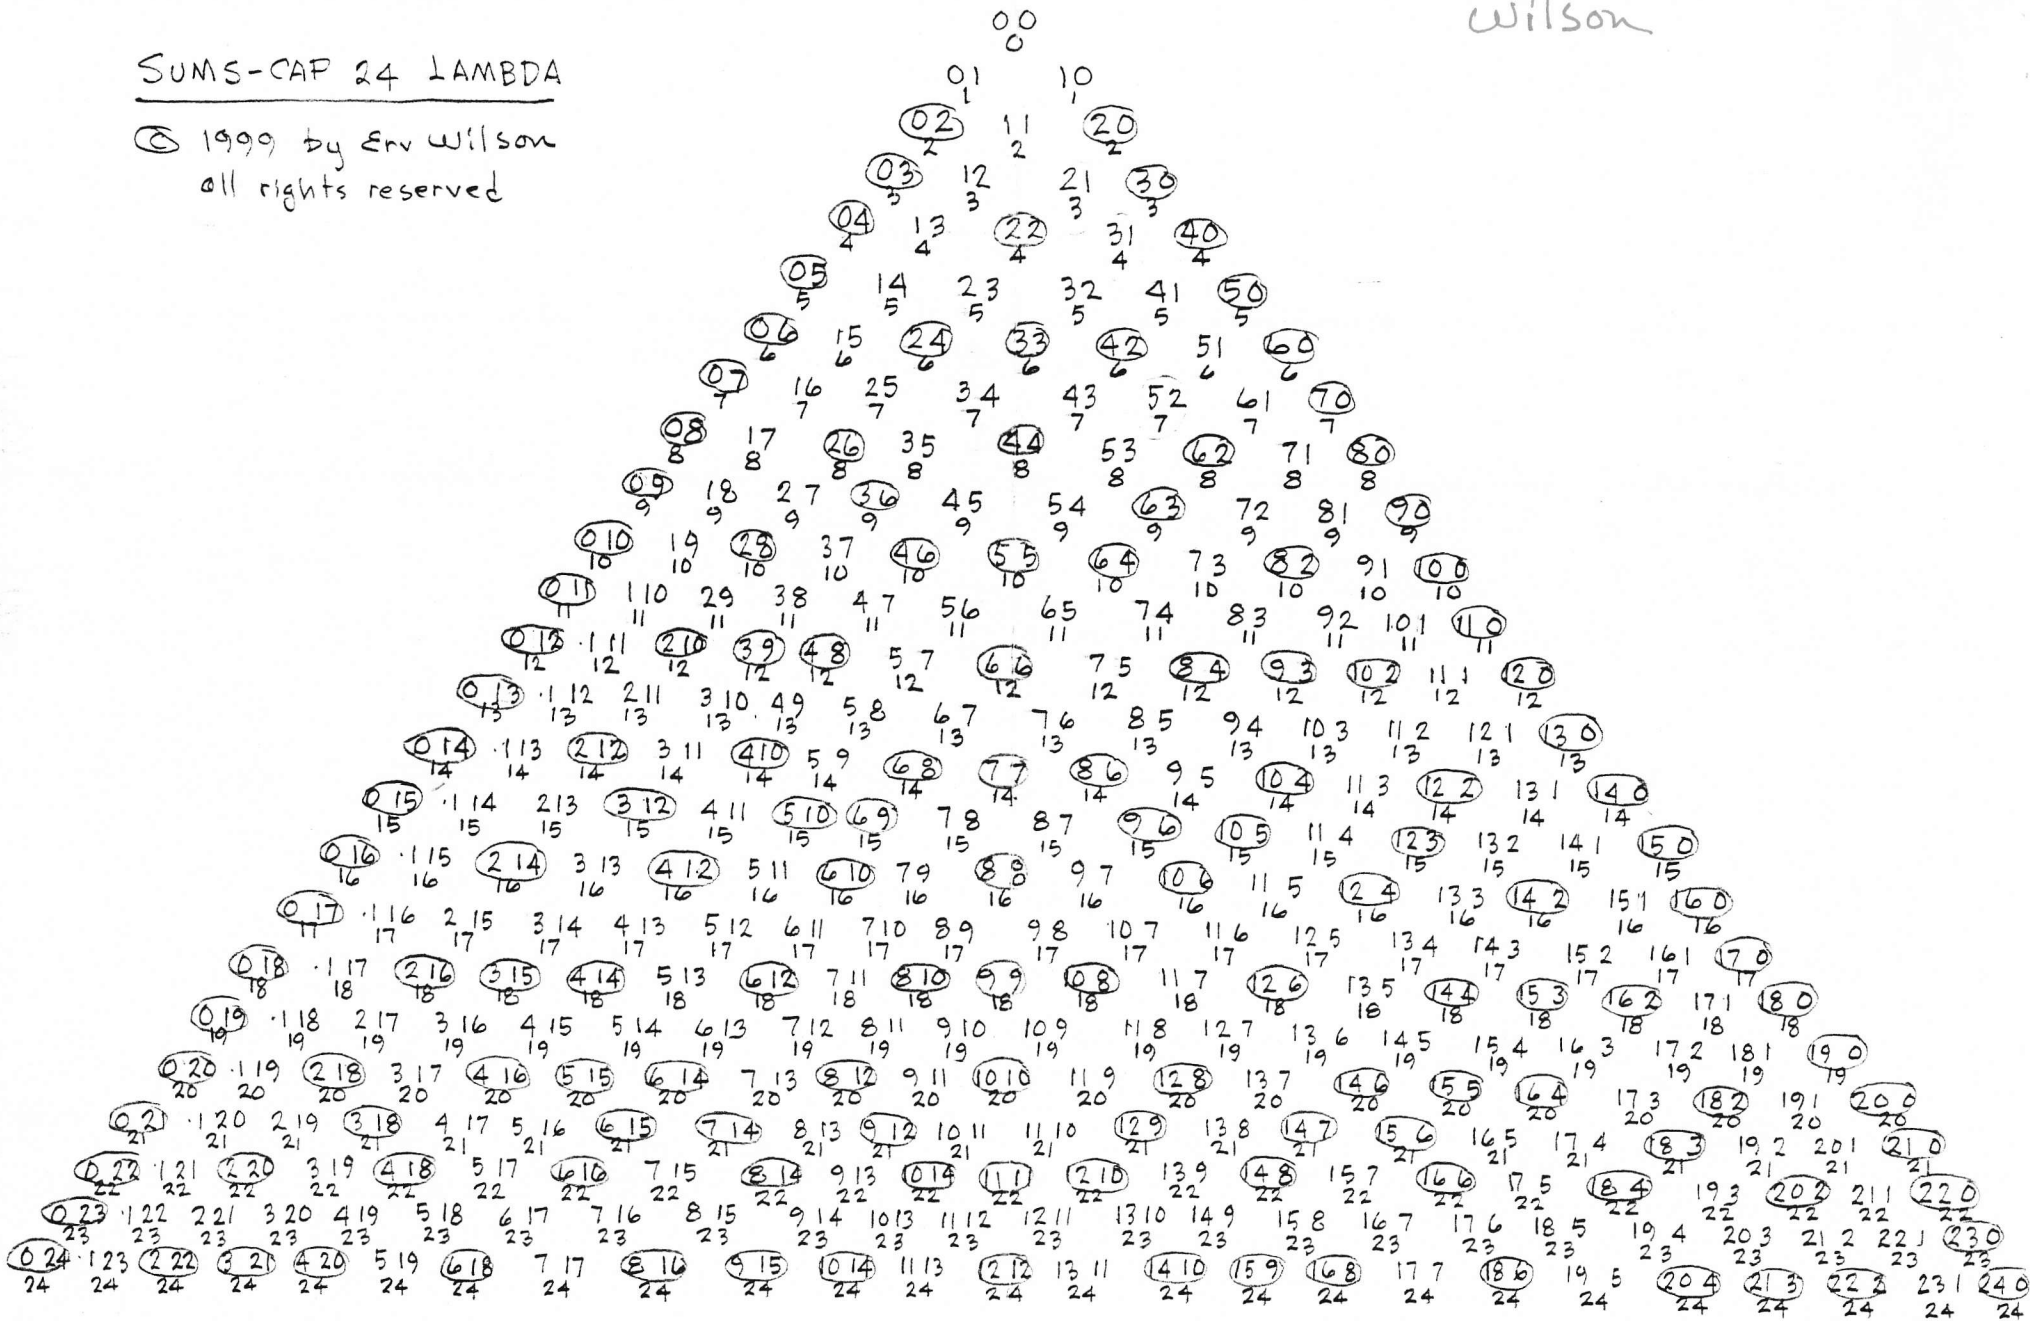 Wilson
SUMS-CAP 24 LAMBDA
© 1999 by Erv Wilson
all rights reserved
00
0
01 10
1 1
02 11 20
2 2 2
03 12 21 30
3 3 3 3
04 13 22 31 40
4 4 4 4 4
05 14 23 32 41 50
5 5 5 5 5 5
06 15 24 33 42 51 60
6 6 6 6 6 6 6
07 16 25 34 43 52 61 70
7 7 7 7 7 7 7 7
08 17 26 35 44 53 62 71 80
8 8 8 8 8 8 8 8 8
09 18 27 36 45 54 63 72 81 90
9 9 9 9 9 9 9 9 9 9
0 10 19 28 37 46 55 64 73 82 91 10 0
10 10 10 10 10 10 10 10 10 10 10
0 11 1 10 29 38 47 56 65 74 83 92 10 1 11 0
11 11 11 11 11 11 11 11 11 11 11 11
0 12 1 11 2 10 39 48 57 66 75 84 93 10 2 11 1 12 0
12 12 12 12 12 12 12 12 12 12 12 12 12
0 13 1 12 2 11 3 10 49 58 67 76 85 94 10 3 11 2 12 1 13 0
13 13 13 13 13 13 13 13 13 13 13 13 13 13
0 14 1 13 2 12 3 11 4 10 59 68 77 86 95 10 4 11 3 12 2 13 1 14 0
14 14 14 14 14 14 14 14 14 14 14 14 14 14 14
0 15 1 14 2 13 3 12 4 11 5 10 69 78 87 96 10 5 11 4 12 3 13 2 14 1 15 0
15 15 15 15 15 15 15 15 15 15 15 15 15 15 15 15
0 16 1 15 2 14 3 13 4 12 5 11 6 10 79 88 97 10 6 11 5 12 4 13 3 14 2 15 1 16 0
16 16 16 16 16 16 16 16 16 16 16 16 16 16 16 16 16
0 17 1 16 2 15 3 14 4 13 5 12 6 11 7 10 89 98 10 7 11 6 12 5 13 4 14 3 15 2 16 1 17 0
17 17 17 17 17 17 17 17 17 17 17 17 17 17 17 17 17 17
0 18 1 17 2 16 3 15 4 14 5 13 6 12 7 11 8 10 99 10 8 11 7 12 6 13 5 14 4 15 3 16 2 17 1 18 0
18 18 18 18 18 18 18 18 18 18 18 18 18 18 18 18 18 18 18
0 19 1 18 2 17 3 16 4 15 5 14 6 13 7 12 8 11 9 10 10 9 11 8 12 7 13 6 14 5 15 4 16 3 17 2 18 1 19 0
19 19 19 19 19 19 19 19 19 19 19 19 19 19 19 19 19 19 19 19
0 20 1 19 2 18 3 17 4 16 5 15 6 14 7 13 8 12 9 11 10 10 11 9 12 8 13 7 14 6 15 5 16 4 17 3 18 2 19 1 20 0
20 20 20 20 20 20 20 20 20 20 20 20 20 20 20 20 20 20 20 20 20
0 21 1 20 2 19 3 18 4 17 5 16 6 15 7 14 8 13 9 12 10 11 11 10 12 9 13 8 14 7 15 6 16 5 17 4 18 3 19 2 20 1 21 0
21 21 21 21 21 21 21 21 21 21 21 21 21 21 21 21 21 21 21 21 21 21
0 22 1 21 2 20 3 19 4 18 5 17 6 16 7 15 8 14 9 13 10 14 11 11 12 10 13 9 14 8 15 7 16 6 17 5 18 4 19 3 20 2 21 1 22 0
22 22 22 22 22 22 22 22 22 22 22 22 22 22 22 22 22 22 22 22 22 22 22
0 23 1 22 2 21 3 20 4 19 5 18 6 17 7 16 8 15 9 14 10 13 11 12 12 11 13 10 14 9 15 8 16 7 17 6 18 5 19 4 20 3 21 2 22 1 23 0
23 23 23 23 23 23 23 23 23 23 23 23 23 23 23 23 23 23 23 23 23 23 23 23
0 24 1 23 2 22 3 21 4 20 5 19 6 18 7 17 8 16 9 15 10 14 11 13 12 12 13 11 14 10 15 9 16 8 17 7 18 6 19 5 20 4 21 3 22 2 23 1 24 0
24 24 24 24 24 24 24 24 24 24 24 24 24 24 24 24 24 24 24 24 24 24 24 24 24